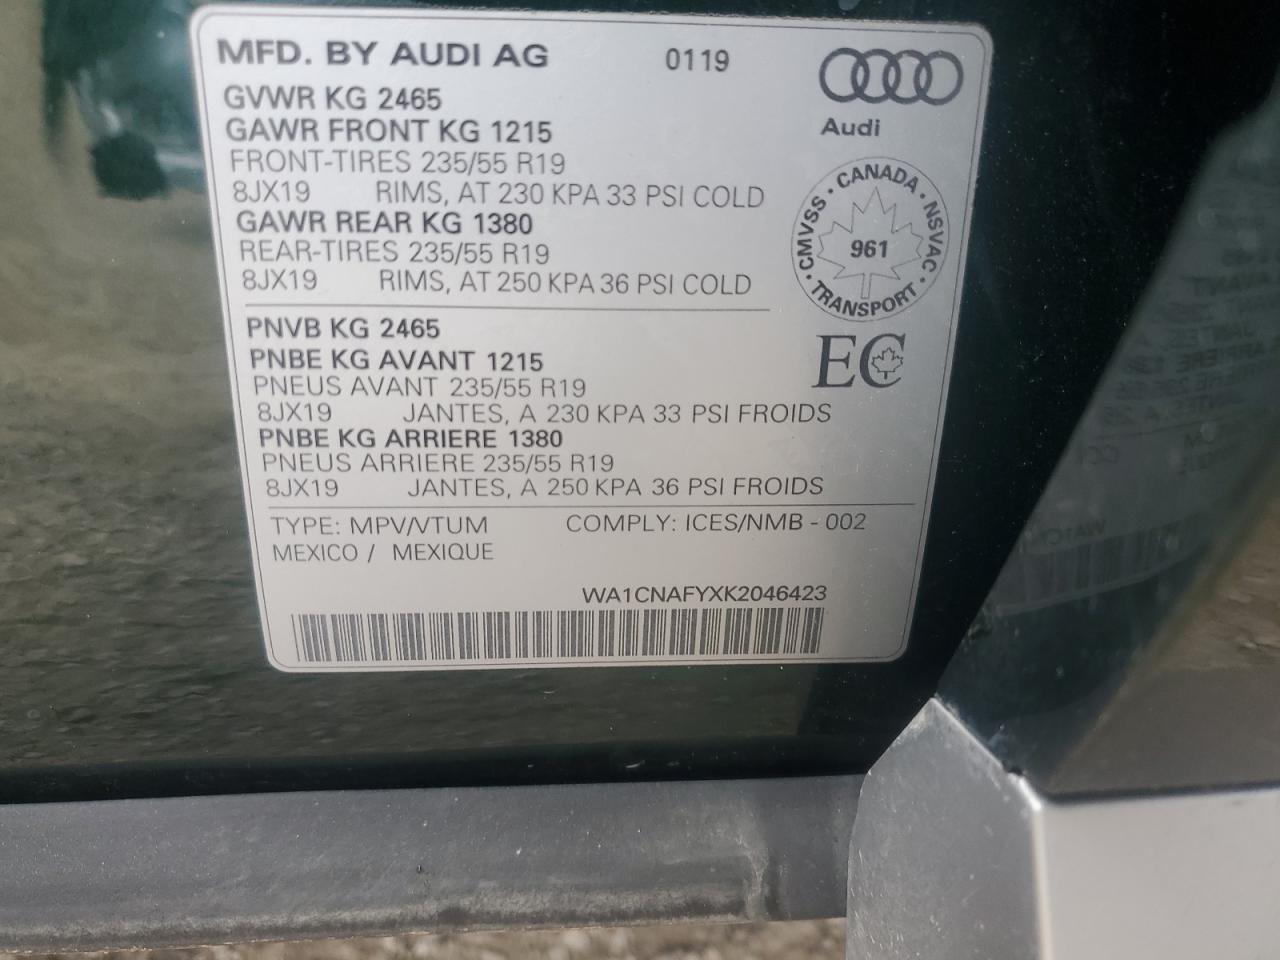 MFD. BY AUDI AG 0119
GVWR KG 2465
GAWR FRONT KG 1215
Audi
FRONT-TIRES 235/55 R19
8JX19 RIMS, AT 230 KPA 33 PSI COLD
GAWR REAR KG 1380
REAR-TIRES 235/55 R19
8JX19 RIMS, AT 250 KPA 36 PSI COLD
· CANADA · NSVAC · TRANSPORT · CMVSS
961
PNVB KG 2465
PNBE KG AVANT 1215
EC
PNEUS AVANT 235/55 R19
8JX19 JANTES, A 230 KPA 33 PSI FROIDS
PNBE KG ARRIERE 1380
PNEUS ARRIERE 235/55 R19
8JX19 JANTES, A 250 KPA 36 PSI FROIDS
TYPE: MPV/VTUM COMPLY: ICES/NMB - 002
MEXICO / MEXIQUE
WA1CNAFYXK2046423